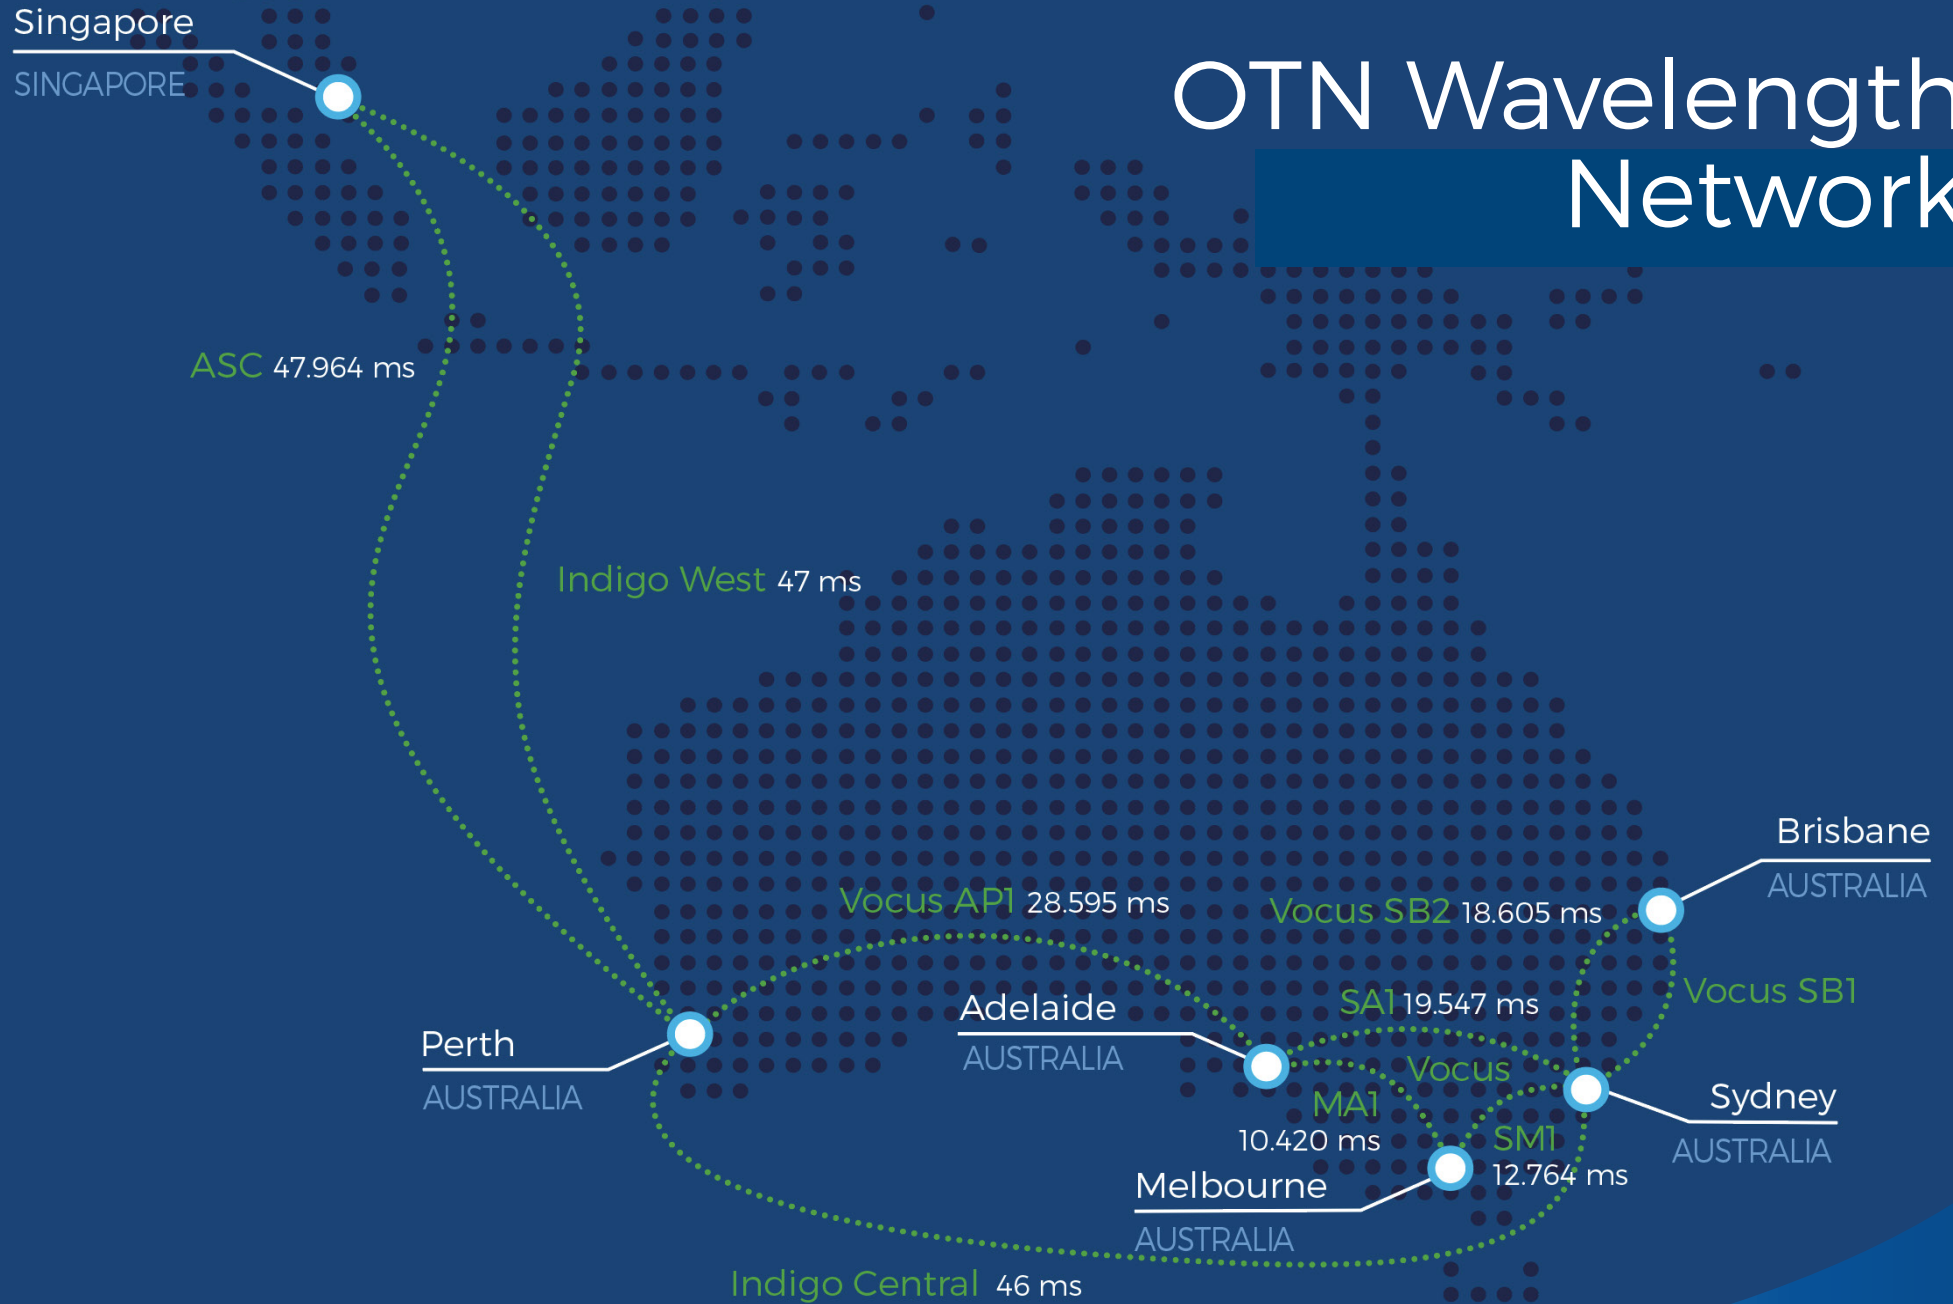 Singapore
SINGAPORE
OTN Wavelength
Network
ASC 47.964 ms
Indigo West 47 ms
Brisbane
AUSTRALIA
Vocus AP1 28.595 ms
Vocus SB2 18.605 ms
Vocus SB1
Adelaide
AUSTRALIA
SA1 19.547 ms
Perth
AUSTRALIA
Vocus
MA1
10.420 ms
Sydney
AUSTRALIA
SM1
12.764 ms
Melbourne
AUSTRALIA
Indigo Central 46 ms